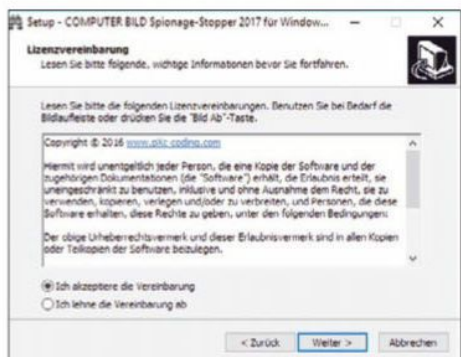 Setup - COMPUTER BILD Spionage-Stopper 2017 für Window...
Lizenzvereinbarung
Lesen Sie bitte folgende, wichtige Informationen bevor Sie fortfahren.
Lesen Sie bitte die folgenden Lizenzvereinbarungen. Benutzen Sie bei Bedarf die
Bildlaufleiste oder drücken Sie die "Bild Ab"-Taste.
Copyright © 2016 www.pxc-coding.com
Hiermit wird unentgeltlich jeder Person, die eine Kopie der Software und der
zugehörigen Dokumentationen (die "Software") erhält, die Erlaubnis erteilt, sie
uneingeschränkt zu benutzen, inklusive und ohne Ausnahme dem Recht, sie zu
verwenden, kopieren, verlegen und/oder zu verbreiten, und Personen, die diese
Software erhalten, diese Rechte zu geben, unter den folgenden Bedingungen:
Der obige Urheberrechtsvermerk und dieser Erlaubnisvermerk sind in allen Kopien
oder Teilkopien der Software beizulegen.
Ich akzeptiere die Vereinbarung
Ich lehne die Vereinbarung ab
< Zurück
Weiter >
Abbrechen